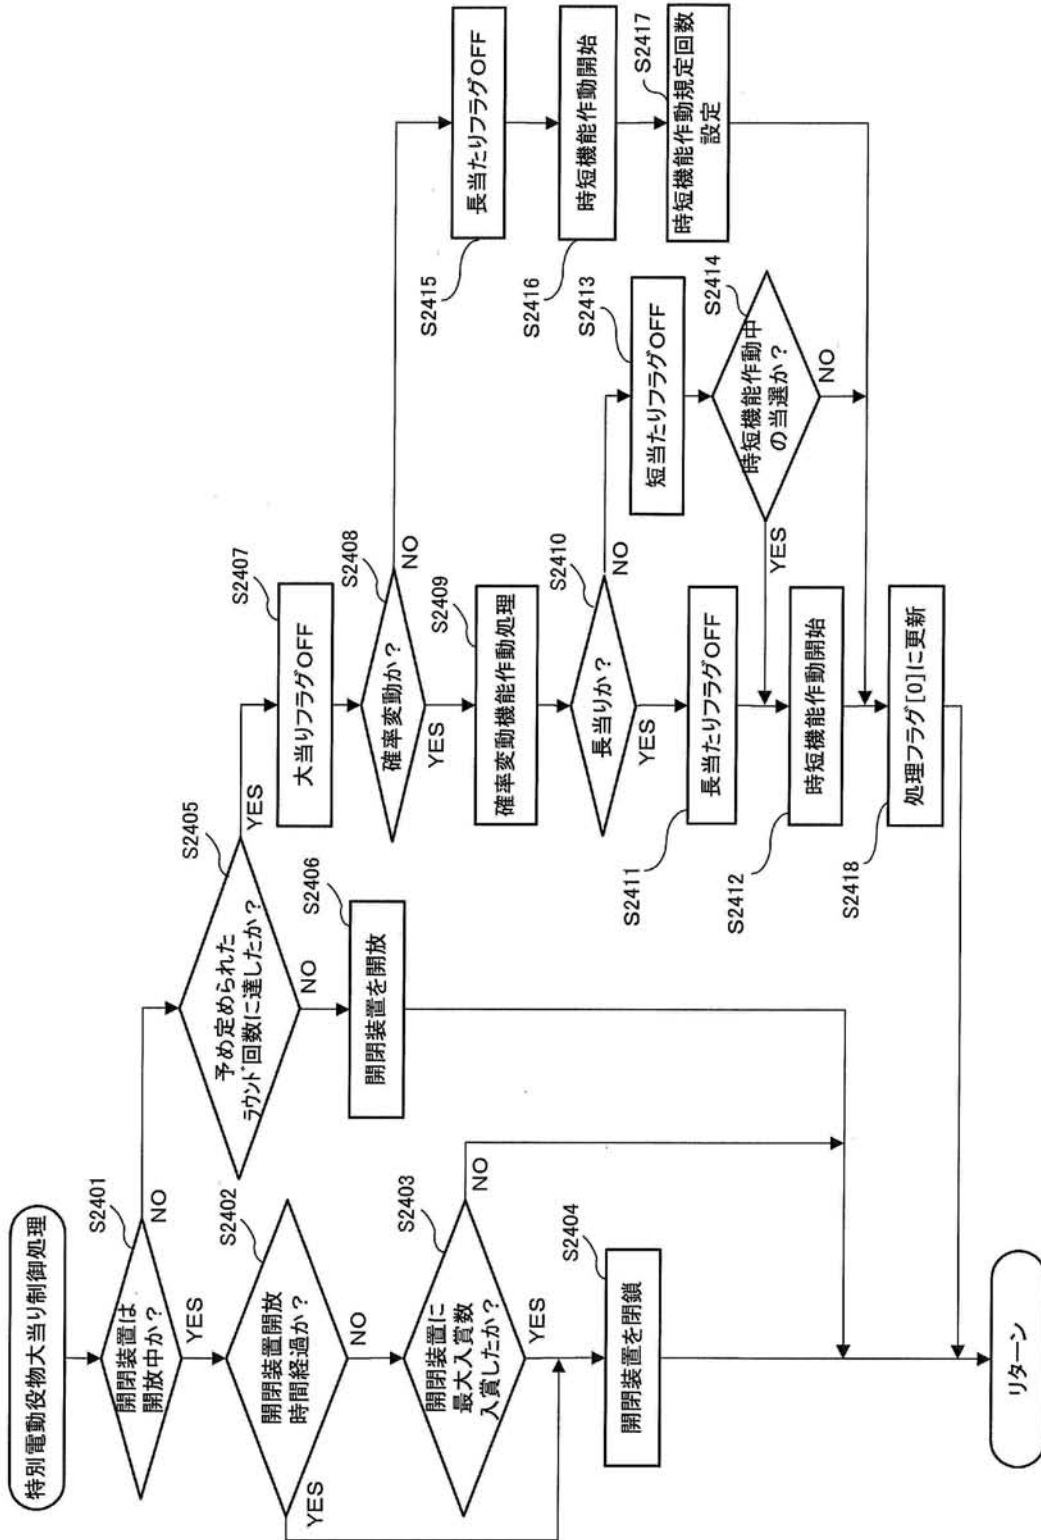 特別電動役物大当り制御処理
S2401
開閉装置は
開放中か？
NO
YES
S2402
開閉装置開放
時間経過か？
YES
NO
S2403
開閉装置に
最大入賞数
入賞したか？
NO
YES
S2404
開閉装置を閉鎖
S2405
予め定められた
ﾗｳﾝﾄﾞ回数に達したか？
YES
NO
S2406
開閉装置を開放
S2407
大当りフラグOFF
S2408
確率変動か？
NO
YES
S2409
確率変動機能作動処理
S2410
長当りか？
NO
YES
S2411
長当たりフラグOFF
S2412
時短機能作動開始
S2413
短当たりフラグOFF
S2414
時短機能作動中
の当選か？
YES
NO
S2415
長当たりフラグOFF
S2416
時短機能作動開始
S2417
時短機能作動規定回数
設定
S2418
処理フラグ[0]に更新
リターン